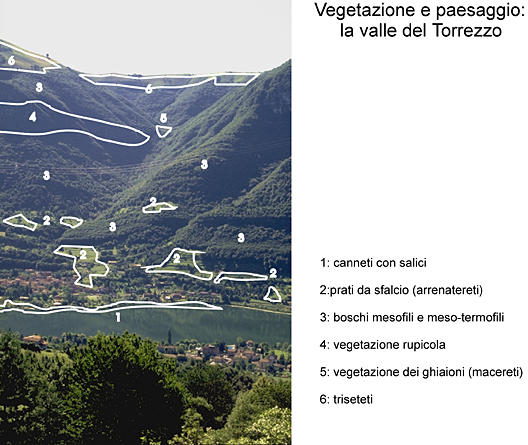 Vegetazione e paesaggio:
la valle del Torrezzo
6
6
3
4
5
3
3
2
2
3
3
2
2
2
1
1: canneti con salici
2:prati da sfalcio (arrenatereti)
3: boschi mesofili e meso-termofili
4: vegetazione rupicola
5: vegetazione dei ghiaioni (macereti)
6: triseteti